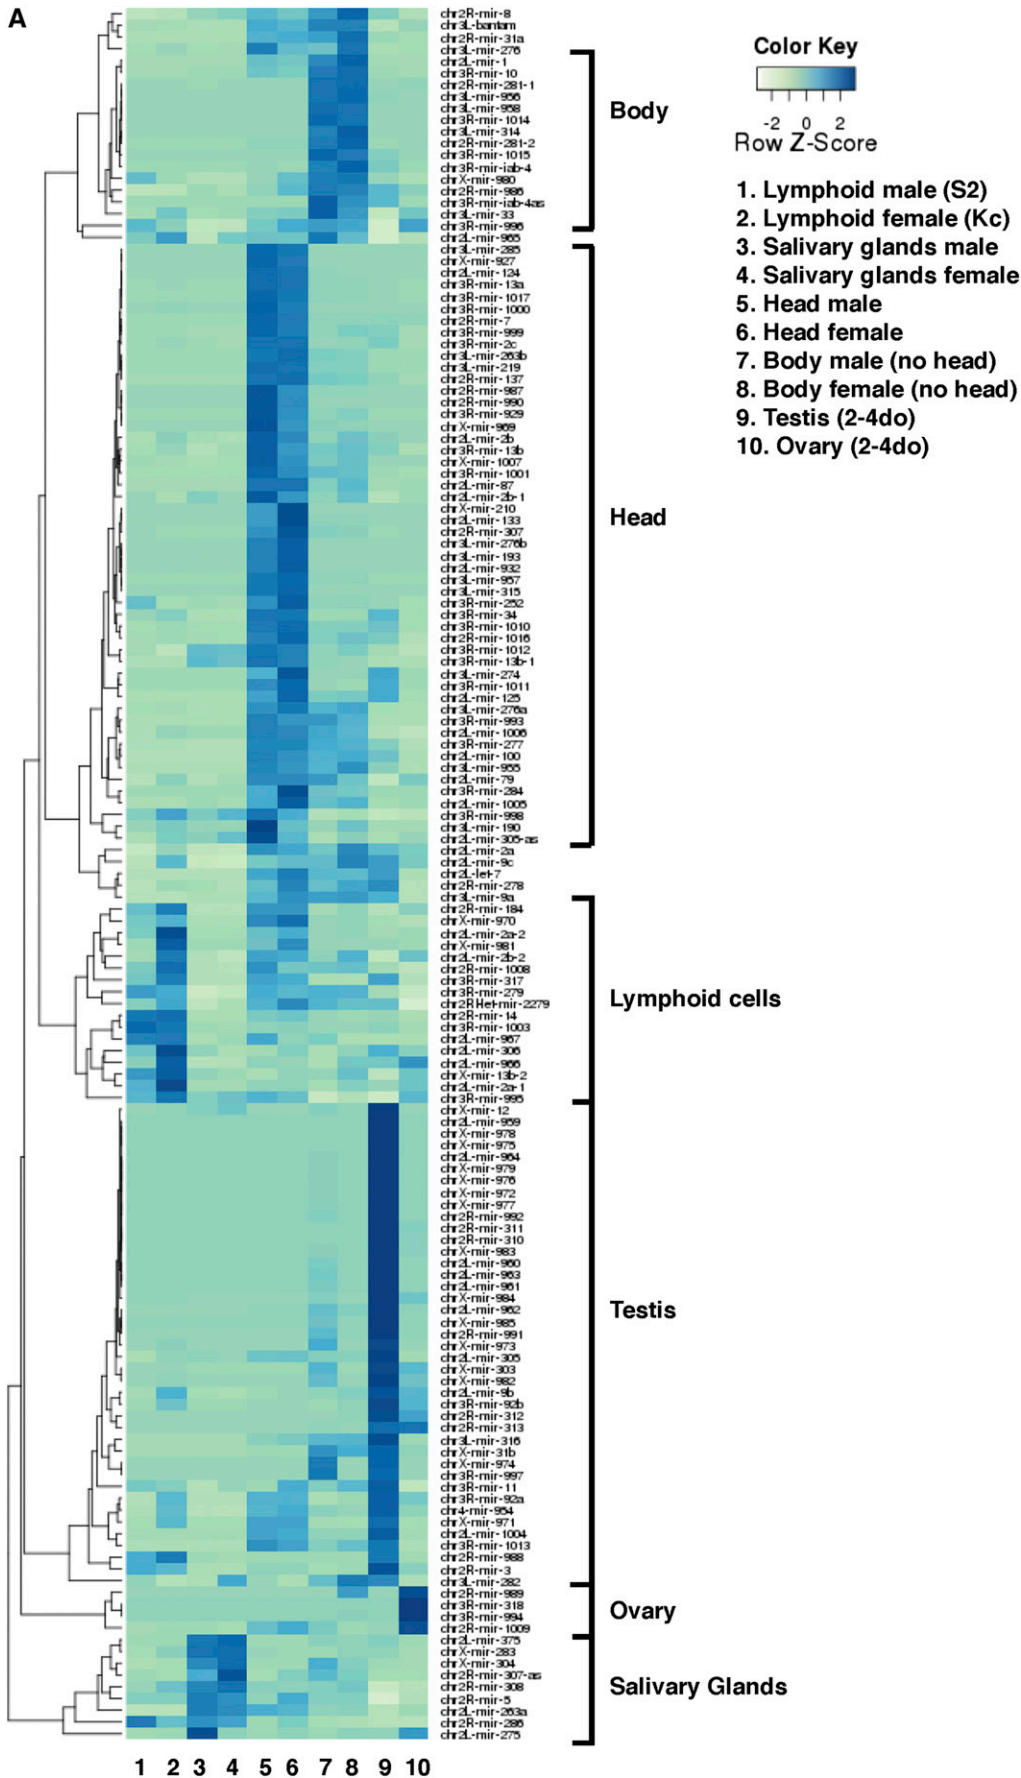 A
chr2R-mir-8
chr3L-bantam
chr2R-mir-31a
chr3L-mir-276
chr2L-mir-1
chr3R-mir-10
chr2R-mir-281-1
chr3L-mir-956
chr3L-mir-958
chr3R-mir-1014
chr3L-mir-314
chr2R-mir-281-2
chr3R-mir-1015
chr3R-mir-iab-4
chrX-mir-980
chr2R-mir-986
chr3R-mir-iab-4as
chr3L-mir-33
chr3R-mir-996
chr2L-mir-965
chr3L-mir-285
chrX-mir-927
chr2L-mir-124
chr3R-mir-13a
chr3R-mir-1017
chr3R-mir-1000
chr2R-mir-7
chr3R-mir-999
chr3R-mir-2c
chr3L-mir-263b
chr3L-mir-219
chr2R-mir-137
chr2R-mir-987
chr2R-mir-990
chr3R-mir-929
chrX-mir-969
chr2L-mir-2b
chr3R-mir-13b
chrX-mir-1007
chr3R-mir-1001
chr2L-mir-87
chr2L-mir-2b-1
chrX-mir-210
chr2L-mir-133
chr2R-mir-307
chr3L-mir-276b
chr3L-mir-193
chr2L-mir-932
chr3L-mir-957
chr3L-mir-315
chr3R-mir-252
chr3R-mir-34
chr3R-mir-1010
chr2R-mir-1016
chr3R-mir-1012
chr3R-mir-13b-1
chr3L-mir-274
chr3R-mir-1011
chr2L-mir-125
chr3L-mir-276a
chr3R-mir-993
chr2L-mir-1006
chr3R-mir-277
chr2L-mir-100
chr3L-mir-955
chr2L-mir-79
chr3R-mir-284
chr2L-mir-1005
chr3R-mir-998
chr3L-mir-190
chr2L-mir-305-as
chr2L-mir-2a
chr2L-mir-9c
chr2L-let-7
chr2R-mir-278
chr3L-mir-9a
chr2R-mir-184
chrX-mir-970
chr2L-mir-2a-2
chrX-mir-981
chr2L-mir-2b-2
chr2R-mir-1008
chr3R-mir-317
chr3R-mir-279
chr2RHet-mir-2279
chr2R-mir-14
chr3R-mir-1003
chr2L-mir-967
chr2L-mir-306
chr2L-mir-966
chrX-mir-13b-2
chr2L-mir-2a-1
chr3R-mir-995
chrX-mir-12
chr2L-mir-959
chrX-mir-978
chrX-mir-975
chr2L-mir-964
chrX-mir-979
chrX-mir-976
chrX-mir-972
chrX-mir-977
chr2R-mir-992
chr2R-mir-311
chr2R-mir-310
chrX-mir-983
chr2L-mir-960
chr2L-mir-963
chr2L-mir-961
chrX-mir-984
chr2L-mir-962
chrX-mir-985
chr2R-mir-991
chrX-mir-973
chr2L-mir-305
chrX-mir-303
chrX-mir-982
chr2L-mir-9b
chr3R-mir-92b
chr2R-mir-312
chr2R-mir-313
chr3L-mir-316
chrX-mir-31b
chrX-mir-974
chr3R-mir-997
chr3R-mir-11
chr3R-mir-92a
chr4-mir-954
chrX-mir-971
chr2L-mir-1004
chr3R-mir-1013
chr2R-mir-988
chr2R-mir-3
chr3L-mir-282
chr2R-mir-989
chr3R-mir-318
chr3R-mir-994
chr2R-mir-1009
chr2L-mir-375
chrX-mir-283
chrX-mir-304
chr2R-mir-307-as
chr2R-mir-308
chr2R-mir-5
chr2L-mir-263a
chr2R-mir-286
chr2L-mir-275
Body
Head
Lymphoid cells
Testis
Ovary
Salivary Glands
Color Key
-2 0 2
Row Z-Score
1. Lymphoid male (S2)
2. Lymphoid female (Kc)
3. Salivary glands male
4. Salivary glands female
5. Head male
6. Head female
7. Body male (no head)
8. Body female (no head)
9. Testis (2-4do)
10. Ovary (2-4do)
1 2 3 4 5 6 7 8 9 10